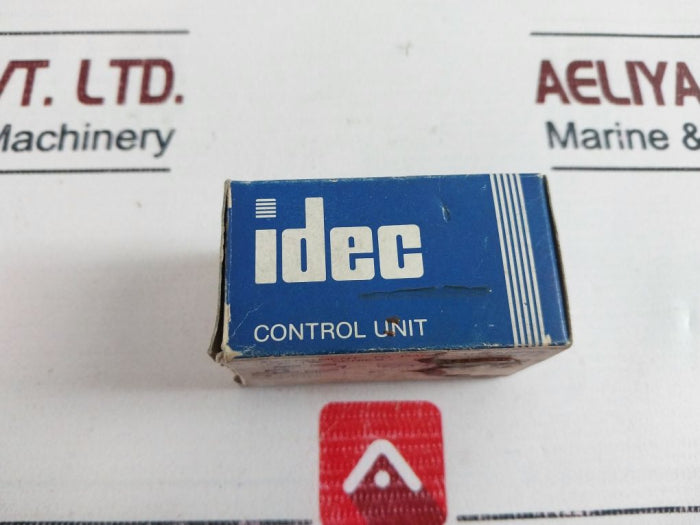 VT. LTD.
Machinery
AELIYA
Marine &
idec
CONTROL UNIT